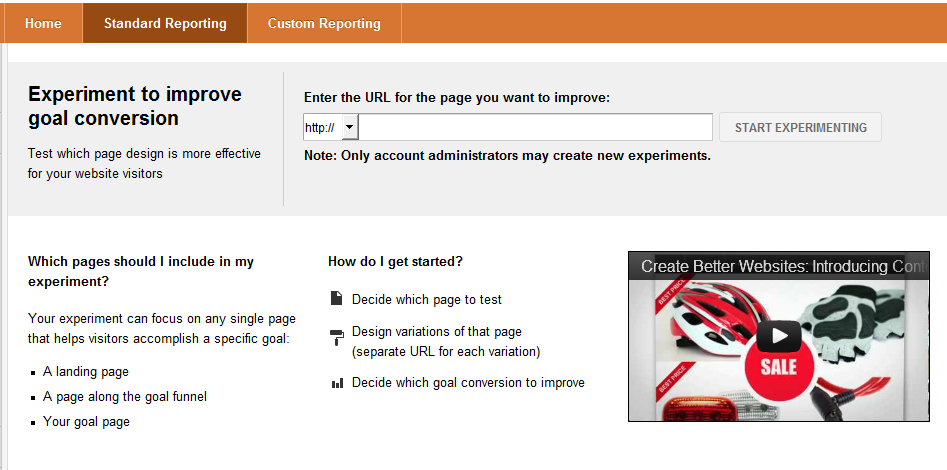 Home Standard Reporting Custom Reporting
Experiment to improve
goal conversion
Test which page design is more effective
for your website visitors
Enter the URL for the page you want to improve:
http:// START EXPERIMENTING
Note: Only account administrators may create new experiments.
Which pages should I include in my
experiment?
Your experiment can focus on any single page
that helps visitors accomplish a specific goal:
A landing page
A page along the goal funnel
Your goal page
How do I get started?
Decide which page to test
Design variations of that page
(separate URL for each variation)
Decide which goal conversion to improve
Create Better Websites: Introducing Cont
BEST PRICE
SALE
BEST PRICE